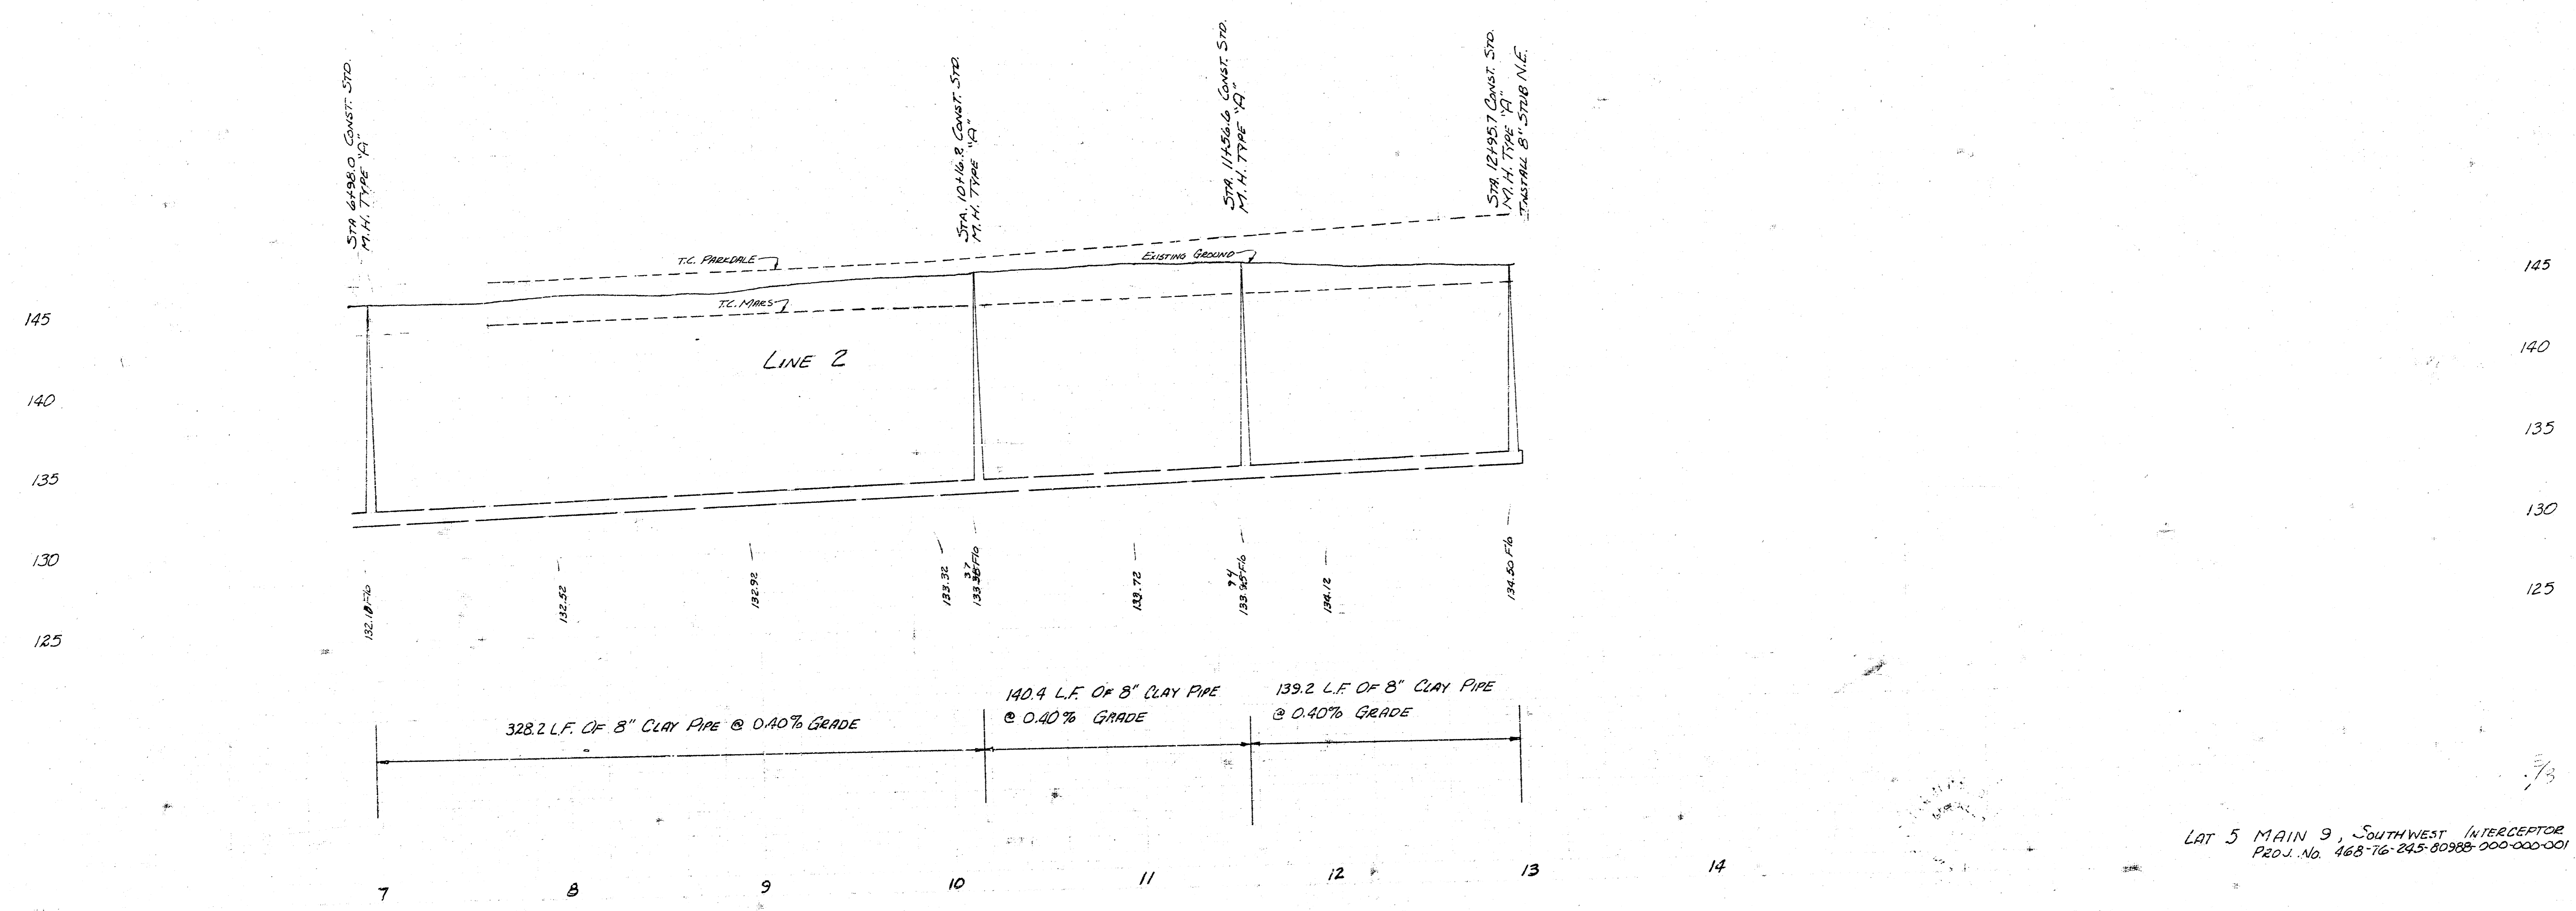 STA 6+98.0 CONST. STD.
M.H. TYPE "A"
STA. 10+16.2 CONST. STD.
M.H. TYPE "A"
STA. 11+56.6 CONST. STD.
M.H. TYPE "A"
STA. 12+95.7 CONST. STD.
M.H. TYPE "A"
INSTALL 8" STUB N.E.
T.C. PARKDALE
EXISTING GROUND
T.C. MARS
LINE 2
145
140
135
130
125
145
140
135
130
125
132.10 Flo
132.52
132.92
133.32
37
133.38 Flo
133.72
94
133.95 Flo
134.12
134.50 Flo
328.2 L.F. OF 8" CLAY PIPE @ 0.40% GRADE
140.4 L.F. OF 8" CLAY PIPE
@ 0.40% GRADE
139.2 L.F. OF 8" CLAY PIPE
@ 0.40% GRADE
7 8 9 10 11 12 13 14
LAT 5 MAIN 9, SOUTHWEST INTERCEPTOR
PROJ. No. 468-76-245-80988-000-000-001